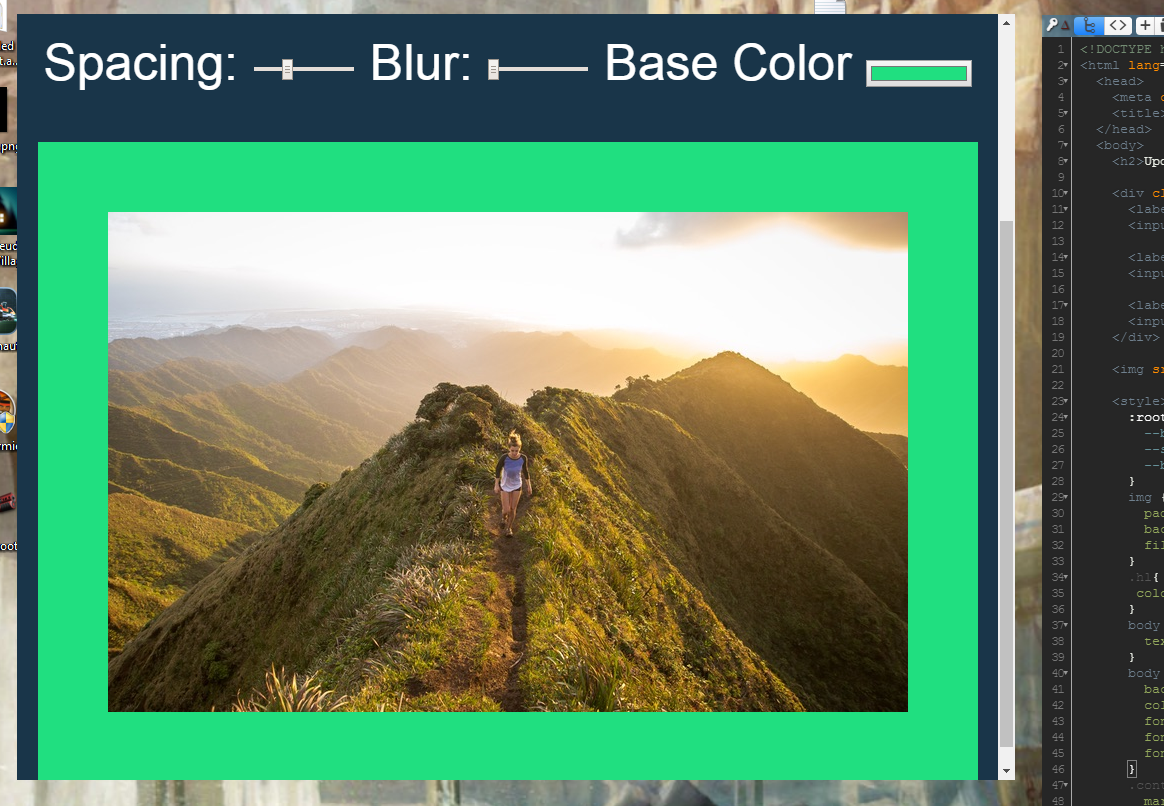 Spacing: Blur: Base Color
1 <!DOCTYPE
2 <html lang=
3 <head>
4 <meta
5 <title>
6 </head>
7 <body>
8 <h2>Upd
9
10 <div cl
11 <labe
12 <inpu
13
14 <labe
15 <inpu
16
17 <labe
18 <inpu
19 </div>
20
21 <img sr
22
23 <style>
24 :root
25 --b
26 --s
27 --b
28 }
29 img {
30 pad
31 bac
32 fil
33 }
34 .hl{
35 colo
36 }
37 body
38 tex
39 }
40 body
41 bac
42 col
43 fon
44 fon
45 fon
46 }
47 .cont
48 mai